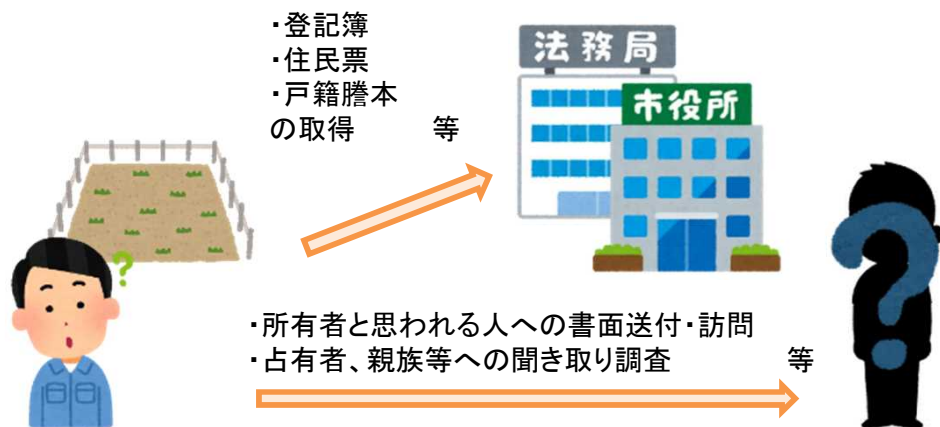 ・登記簿
・住民票
・戸籍謄本
の取得 等
法務局
市役所
?
?
・所有者と思われる人への書面送付・訪問
・占有者、親族等への聞き取り調査 等